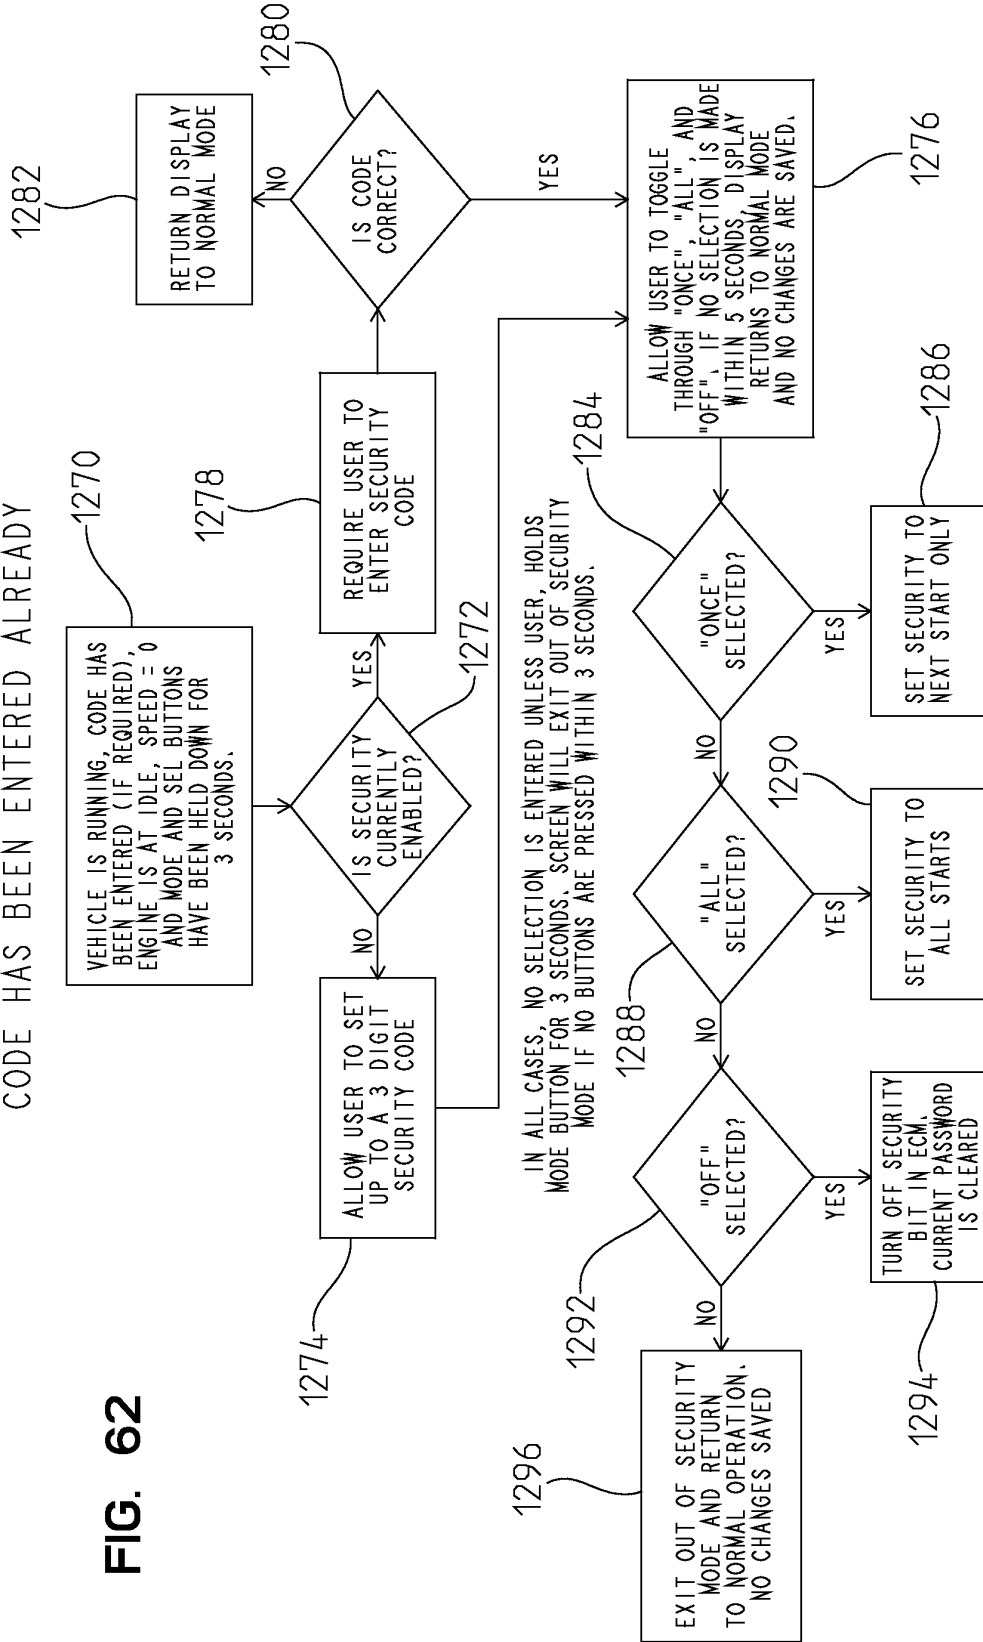 FIG. 62
CODE HAS BEEN ENTERED ALREADY
VEHICLE IS RUNNING, CODE HAS
BEEN ENTERED (IF REQUIRED),
ENGINE IS AT IDLE, SPEED = 0
AND MODE AND SEL BUTTONS
HAVE BEEN HELD DOWN FOR
3 SECONDS.
1270
IS SECURITY
CURRENTLY
ENABLED?
1272
NO
YES
ALLOW USER TO SET
UP TO A 3 DIGIT
SECURITY CODE
1274
REQUIRE USER TO
ENTER SECURITY
CODE
1278
IS CODE
CORRECT?
1280
NO
YES
RETURN DISPLAY
TO NORMAL MODE
1282
ALLOW USER TO TOGGLE
THROUGH "ONCE", "ALL", AND
"OFF". IF NO SELECTION IS MADE
WITHIN 5 SECONDS, DISPLAY
RETURNS TO NORMAL MODE
AND NO CHANGES ARE SAVED.
1276
IN ALL CASES, NO SELECTION IS ENTERED UNLESS USER, HOLDS
MODE BUTTON FOR 3 SECONDS. SCREEN WILL EXIT OUT OF SECURITY
MODE IF NO BUTTONS ARE PRESSED WITHIN 3 SECONDS.
"ONCE"
SELECTED?
1284
YES
NO
SET SECURITY TO
NEXT START ONLY
1286
"ALL"
SELECTED?
1288
YES
NO
SET SECURITY TO
ALL STARTS
1290
"OFF"
SELECTED?
1292
YES
NO
TURN OFF SECURITY
BIT IN ECM.
CURRENT PASSWORD
IS CLEARED
1294
EXIT OUT OF SECURITY
MODE AND RETURN
TO NORMAL OPERATION.
NO CHANGES SAVED
1296